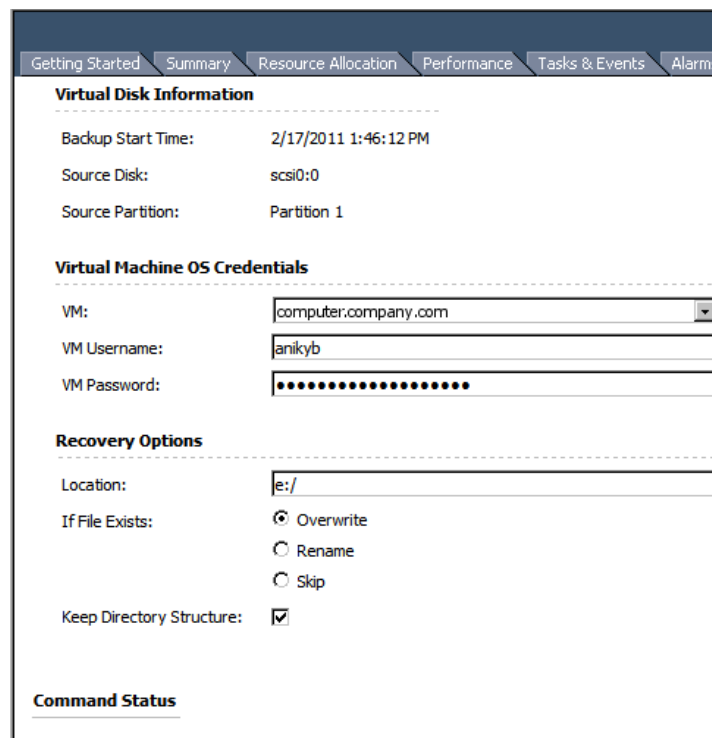 Getting Started Summary Resource Allocation Performance Tasks & Events Alarm
Virtual Disk Information
Backup Start Time: 2/17/2011 1:46:12 PM
Source Disk: scsi0:0
Source Partition: Partition 1
Virtual Machine OS Credentials
VM: computer.company.com
VM Username: anikyb
VM Password: ●●●●●●●●●●●●●●●●●●●
Recovery Options
Location: e:/
If File Exists: Overwrite
Rename
Skip
Keep Directory Structure:
Command Status